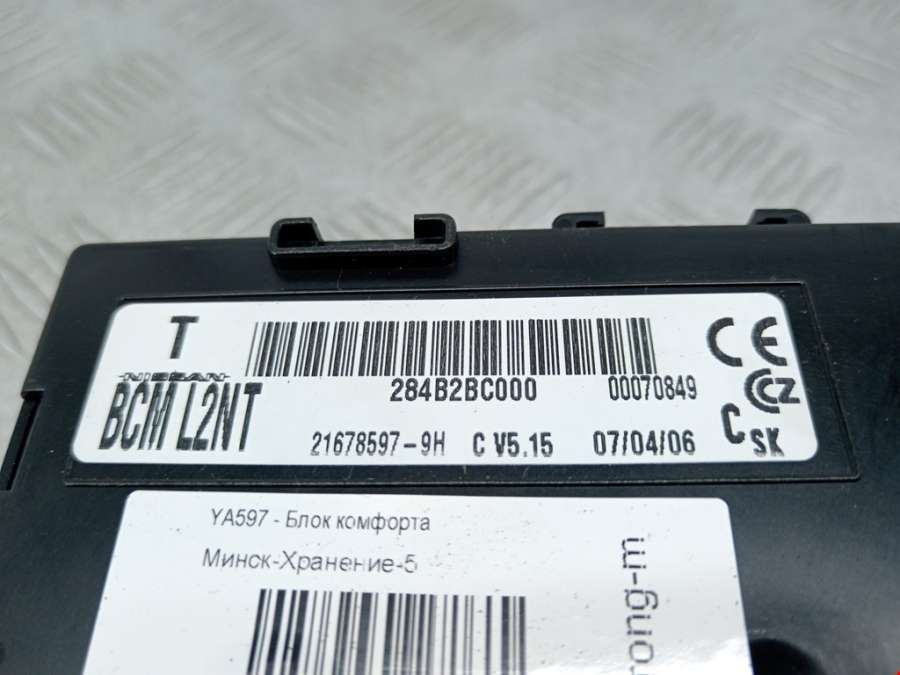 T
284B2BC000 00070849
NISSAN
BCM L2NT
21678597-9H C V5.15 07/04/06
CE
CCZ
C SK
YA597 - Блок комфорта
Минск-Хранение-5
rong-m